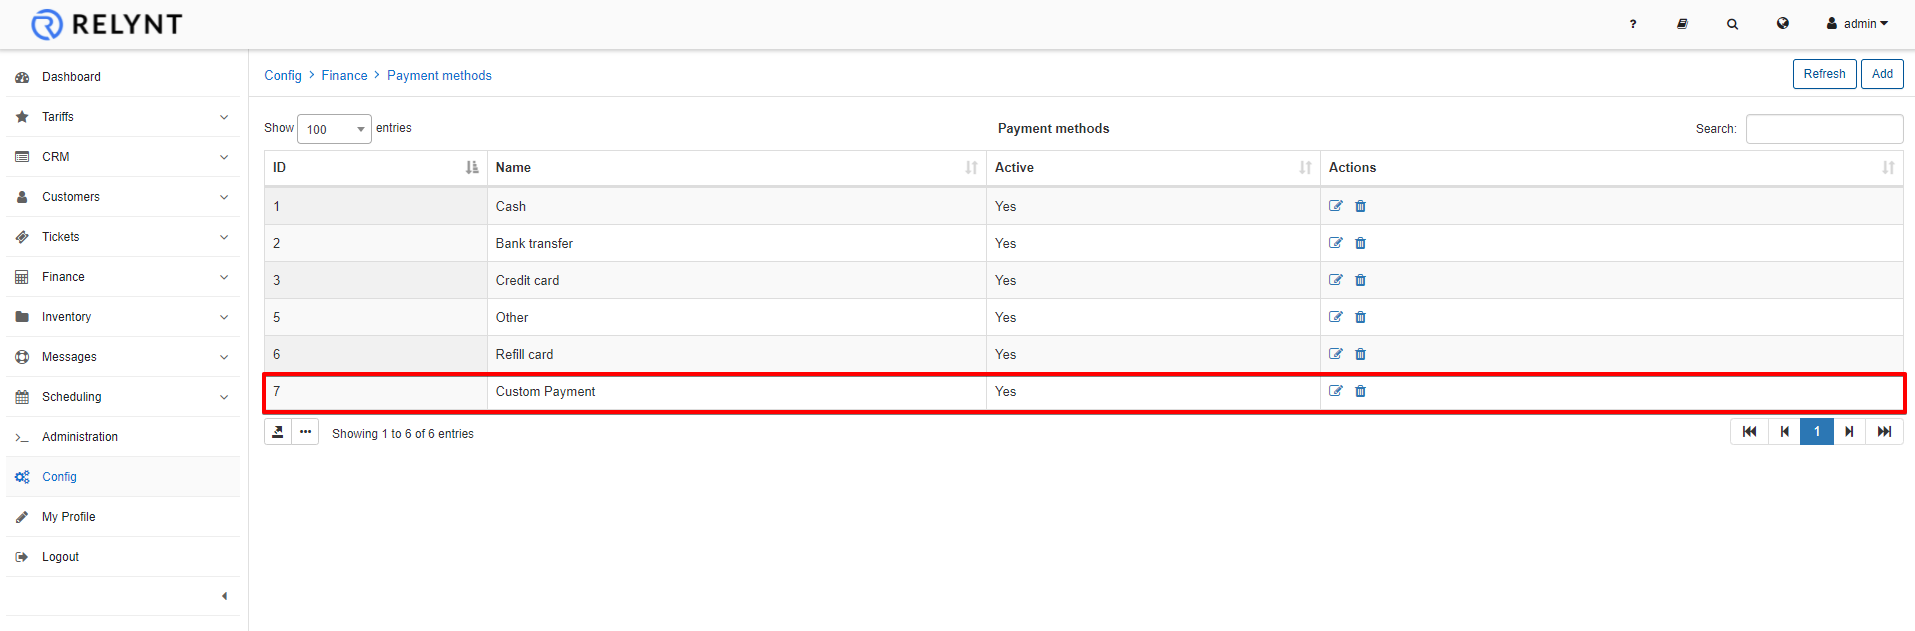 RELYNT
? admin
Dashboard
Tariffs
CRM
Customers
Tickets
Finance
Inventory
Messages
Scheduling
Administration
Config
My Profile
Logout
Config > Finance > Payment methods
Refresh Add
Show 100 entries
Payment methods
Search:
ID Name Active Actions
1 Cash Yes
2 Bank transfer Yes
3 Credit card Yes
5 Other Yes
6 Refill card Yes
7 Custom Payment Yes
Showing 1 to 6 of 6 entries
1